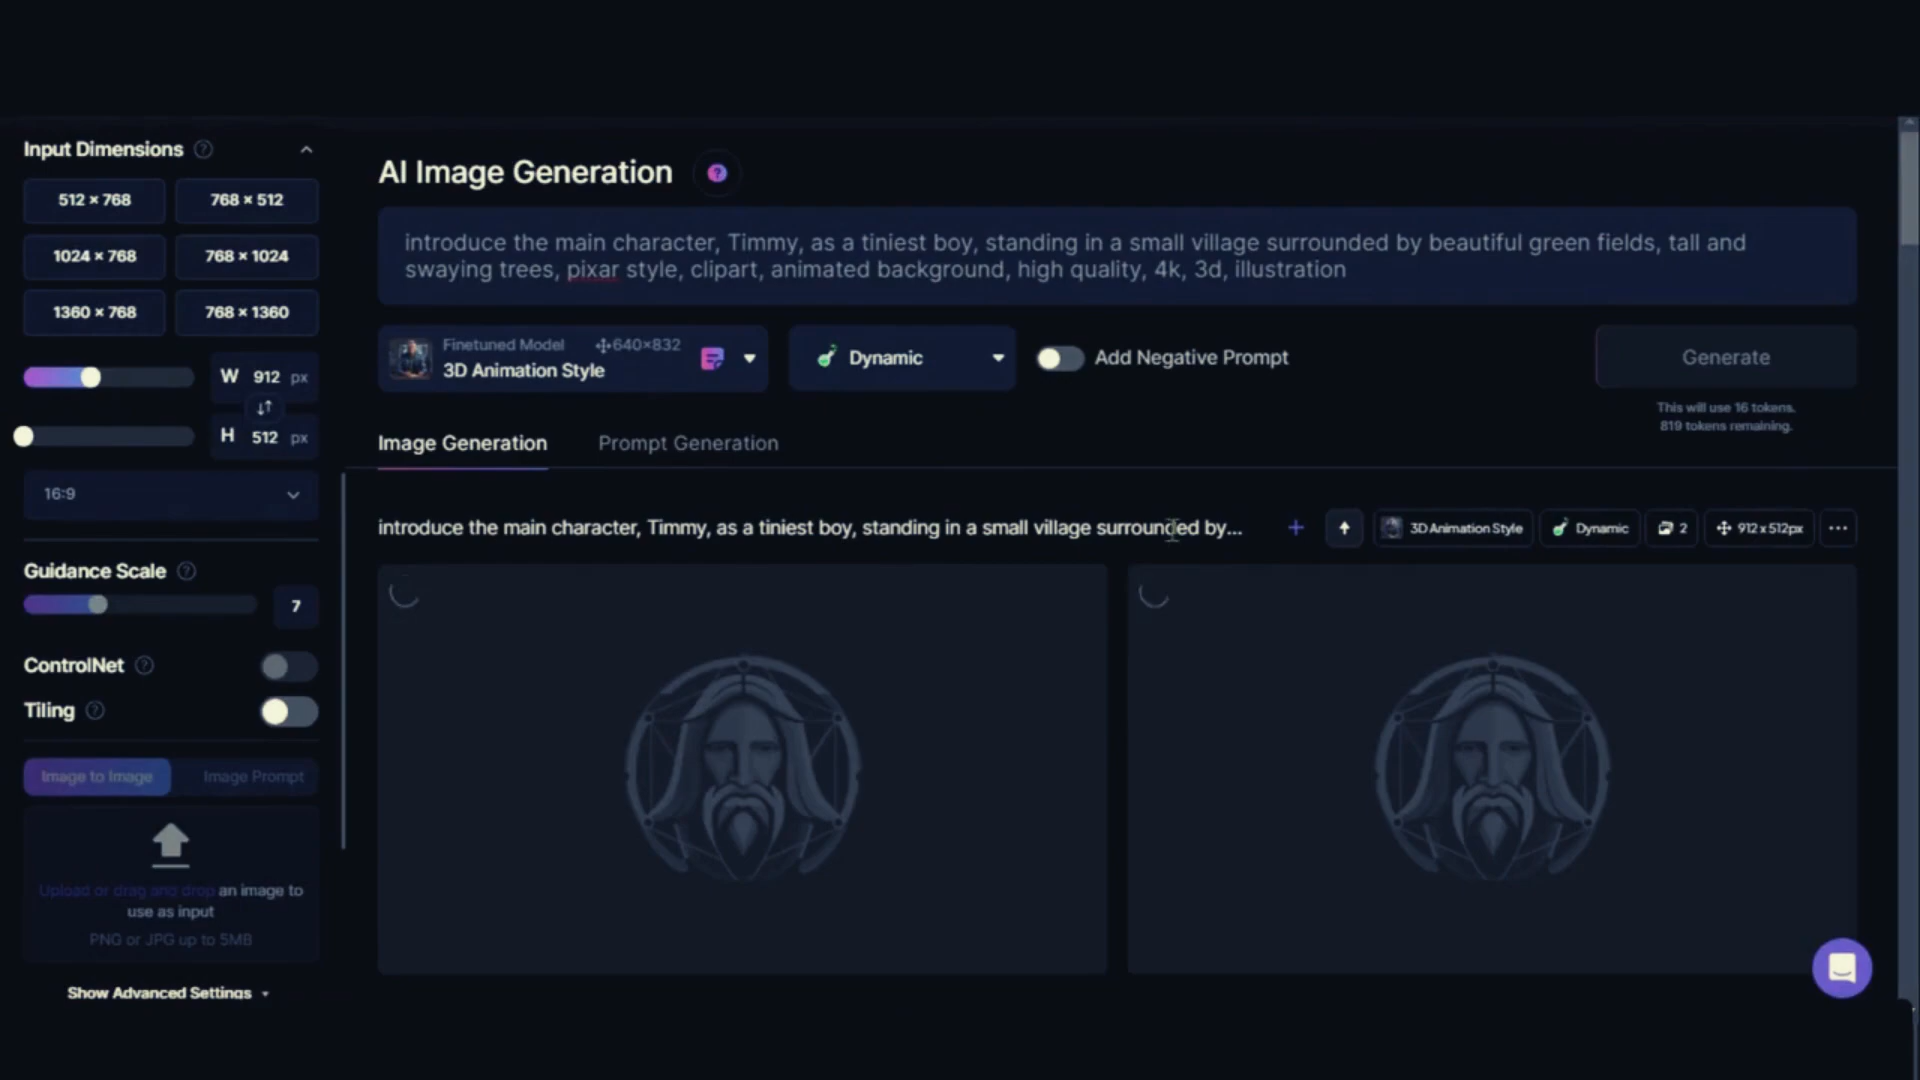 Input Dimensions
512 × 768
768 × 512
1024 × 768
768 × 1024
1360 × 768
768 × 1360
W 912 px
H 512 px
16:9
Guidance Scale
7
ControlNet
Tiling
Image to Image
Image Prompt
Upload or drag and drop an image to
use as input
PNG or JPG up to 5MB
Show Advanced Settings
AI Image Generation
introduce the main character, Timmy, as a tiniest boy, standing in a small village surrounded by beautiful green fields, tall and
swaying trees, pixar style, clipart, animated background, high quality, 4k, 3d, illustration
Finetuned Model 640×832
3D Animation Style
Dynamic
Add Negative Prompt
Generate
This will use 16 tokens.
819 tokens remaining.
Image Generation
Prompt Generation
introduce the main character, Timmy, as a tiniest boy, standing in a small village surrounded by...
3D Animation Style
Dynamic
2
912 x 512px